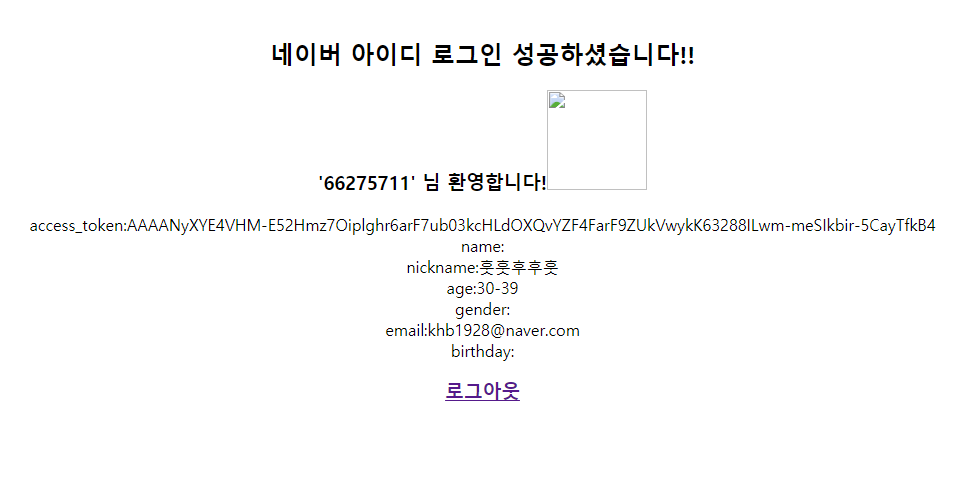 네이버 아이디 로그인 성공하셨습니다!!
'66275711' 님 환영합니다!
access_token:AAAANyXYE4VHM-E52Hmz7Oiplghr6arF7ub03kcHLdOXQvYZF4FarF9ZUkVwykK63288ILwm-meSIkbir-5CayTfkB4
name:
nickname:훗훗후후훗
age:30-39
gender:
email:khb1928@naver.com
birthday:
로그아웃